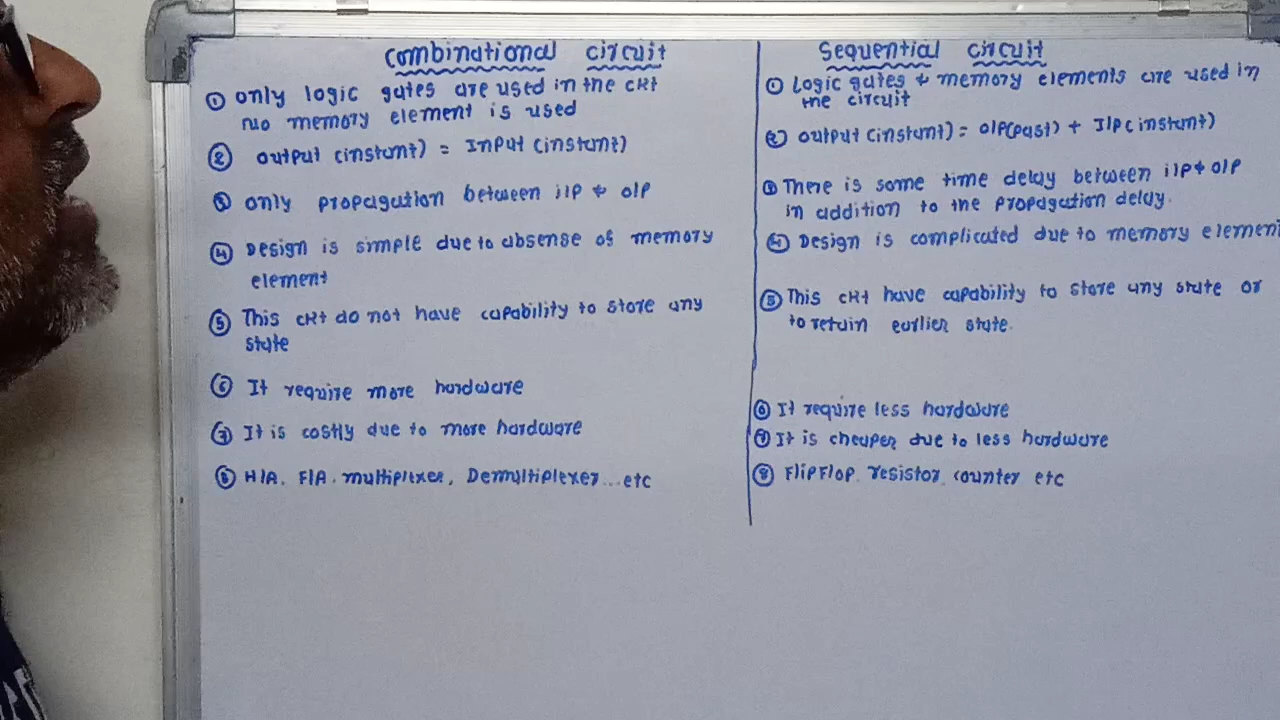 Combinational circuit
① only logic gates are used in the cKt
No memory element is used
② output (instant) = Input (instant)
③ only propagation between i/P & o/P
④ Design is simple due to absense of memory
element
⑤ This cKt do not have capability to store any
state
⑥ It require more hardware
⑦ It is costly due to more hardware
⑧ H/A. F/A. multiplexer, Demultiplexer...etc
Sequential circuit
① Logic gates & memory elements are used in
the circuit
② output (instant) = o/P(past) + I/P(instant)
③ There is some time delay between i/p & o/P
in addition to the propagation delay.
④ Design is complicated due to memory element
⑤ This cKt have capability to store any state or
to retain earlier state.
⑥ It require less hardware
⑦ It is cheaper due to less hardware
⑧ FlipFlop. resistor. counter etc